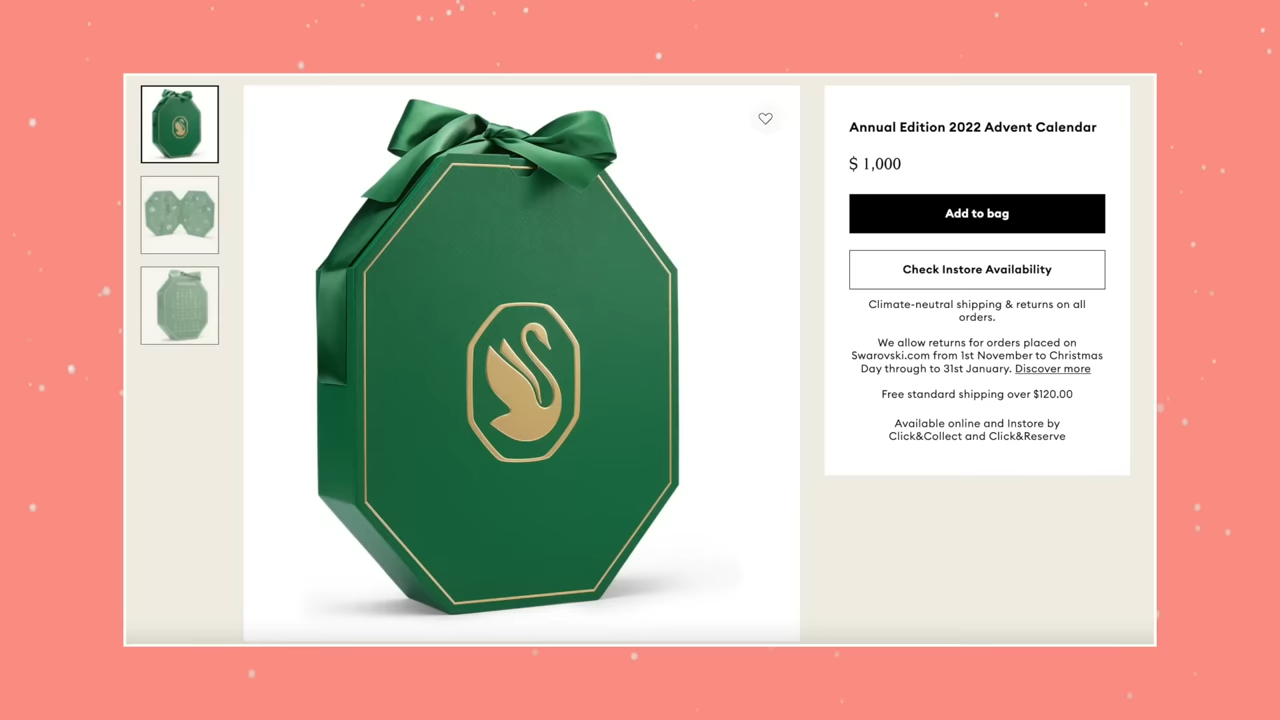 Annual Edition 2022 Advent Calendar
$ 1,000
Add to bag
Check Instore Availability
Climate-neutral shipping & returns on all
orders.
We allow returns for orders placed on
Swarovski.com from 1st November to Christmas
Day through to 31st January. Discover more
Free standard shipping over $120.00
Available online and Instore by
Click&Collect and Click&Reserve